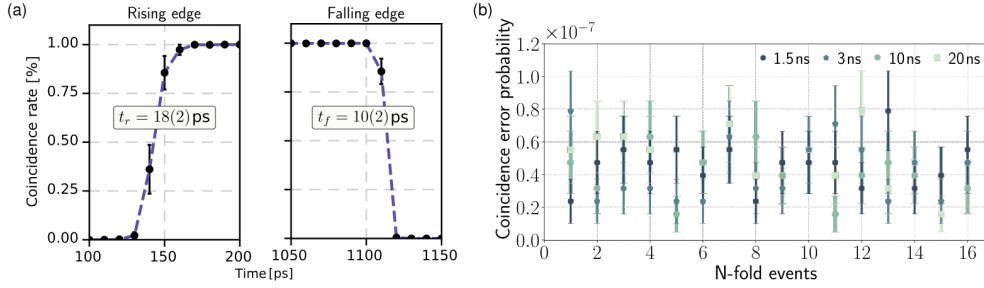 (a)
Rising edge
Falling edge
Coincidence rate [%]
1.00
0.75
0.50
0.25
0.00
t_r = 18(2) ps
t_f = 10(2) ps
100
150
200
1050
1100
1150
Time [ps]
(b)
×10⁻⁷
Coincidence error probability
1.2
1.0
0.8
0.6
0.4
0.2
0.0
1.5 ns
3 ns
10 ns
20 ns
0
2
4
6
8
10
12
14
16
N-fold events